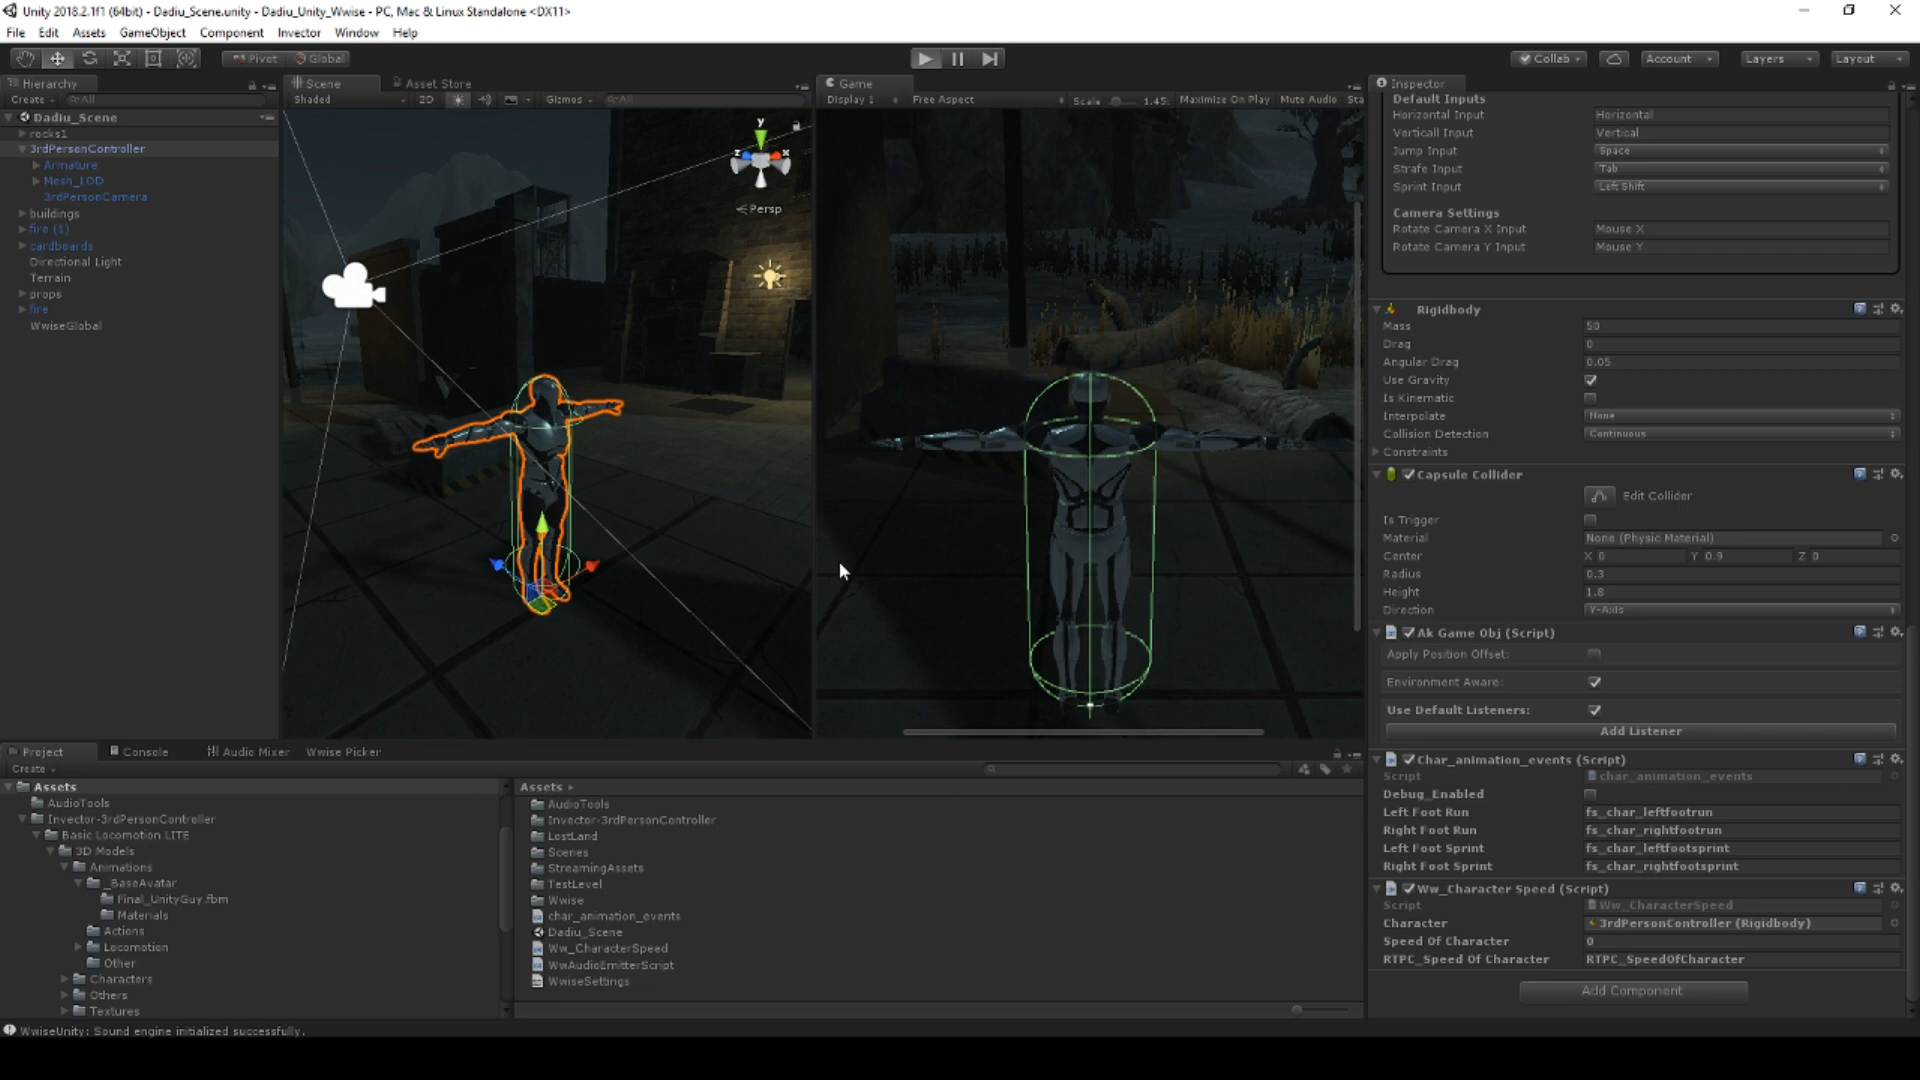 Unity 2018.2.1f1 (64bit) - Dadiu_Scene.unity - Dadiu_Unity_Wwise - PC, Mac & Linux Standalone <DX11>
File Edit Assets GameObject Component Invector Window Help
Pivot Global
Collab Account Layers Layout
Hierarchy
Create All
Dadiu_Scene
rocks1
3rdPersonController
Armature
Mesh_LOD
3rdPersonCamera
buildings
fire (1)
cardboards
Directional Light
Terrain
props
fire
WwiseGlobal
Scene Asset Store
Shaded 2D Gizmos All
y
z x
Persp
Game
Display 1 Free Aspect Scale 1.45 Maximize On Play Mute Audio Sta
Inspector
Default Inputs
Horizontal Input Horizontal
Verticall Input Vertical
Jump Input Space
Strafe Input Tab
Sprint Input Left Shift
Camera Settings
Rotate Camera X Input Mouse X
Rotate Camera Y Input Mouse Y
Rigidbody
Mass 50
Drag 0
Angular Drag 0.05
Use Gravity
Is Kinematic
Interpolate None
Collision Detection Continuous
Constraints
Capsule Collider
Edit Collider
Is Trigger
Material None (Physic Material)
Center X 0 Y 0.9 Z 0
Radius 0.3
Height 1.8
Direction Y-Axis
Ak Game Obj (Script)
Apply Position Offset:
Environment Aware:
Use Default Listeners:
Add Listener
Char_animation_events (Script)
Script char_animation_events
Debug_Enabled
Left Foot Run fs_char_leftfootrun
Right Foot Run fs_char_rightfootrun
Left Foot Sprint fs_char_leftfootsprint
Right Foot Sprint fs_char_rightfootsprint
Ww_Character Speed (Script)
Script Ww_CharacterSpeed
Character 3rdPersonController (Rigidbody)
Speed Of Character 0
RTPC_Speed Of Character RTPC_SpeedOfCharacter
Add Component
Project Console Audio Mixer Wwise Picker
Create
Assets
AudioTools
Invector-3rdPersonController
Basic Locomotion LITE
3D Models
Animations
_BaseAvatar
Final_UnityGuy.fbm
Materials
Actions
Locomotion
Other
Characters
Others
Textures
Assets
AudioTools
Invector-3rdPersonController
LostLand
Scenes
StreamingAssets
TestLevel
Wwise
char_animation_events
Dadiu_Scene
Ww_CharacterSpeed
WwAudioEmitterScript
WwiseSettings
WwiseUnity: Sound engine initialized successfully.